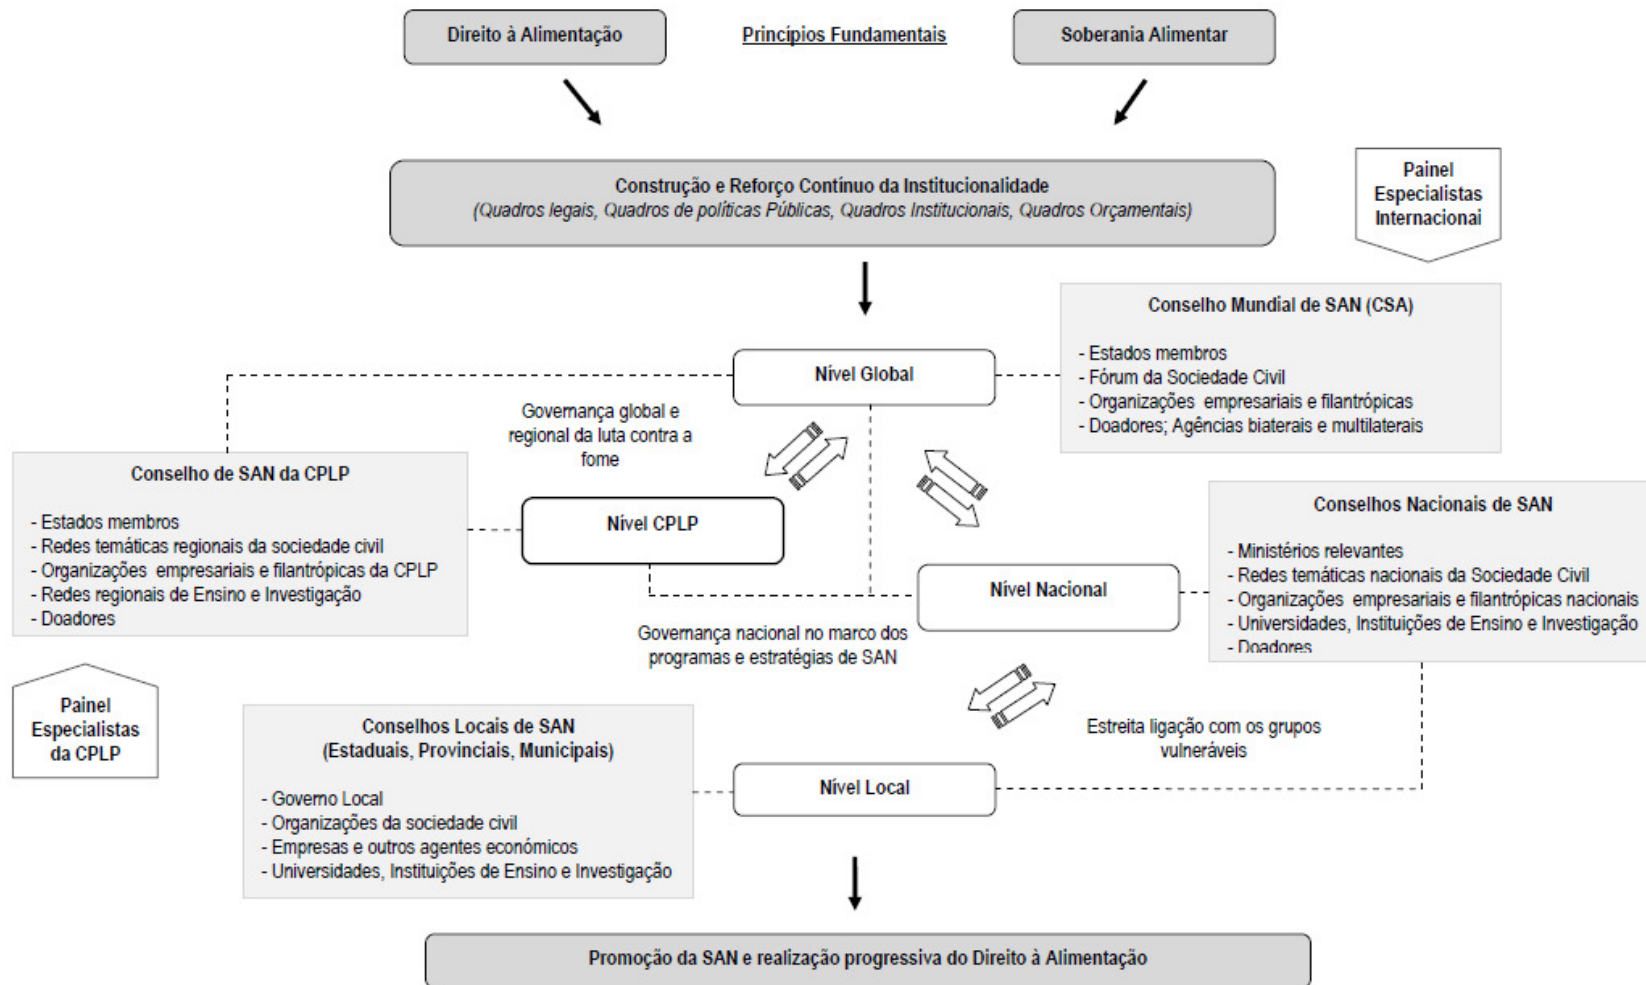 Direito à Alimentação
Princípios Fundamentais
Soberania Alimentar
Construção e Reforço Contínuo da Institucionalidade
(Quadros legais, Quadros de políticas Públicas, Quadros Institucionais, Quadros Orçamentais)
Painel
Especialistas
Internacionai
Conselho Mundial de SAN (CSA)
- Estados membros
- Fórum da Sociedade Civil
- Organizações empresariais e filantrópicas
- Doadores; Agências biaterais e multilaterais
Nível Global
Governança global e
regional da luta contra a
fome
Conselho de SAN da CPLP
- Estados membros
- Redes temáticas regionais da sociedade civil
- Organizações empresariais e filantrópicas da CPLP
- Redes regionais de Ensino e Investigação
- Doadores
Nível CPLP
Conselhos Nacionais de SAN
- Ministérios relevantes
- Redes temáticas nacionais da Sociedade Civil
- Organizações empresariais e filantrópicas nacionais
- Universidades, Instituições de Ensino e Investigação
- Doadores
Nível Nacional
Governança nacional no marco dos
programas e estratégias de SAN
Painel
Especialistas
da CPLP
Conselhos Locais de SAN
(Estaduais, Provinciais, Municipais)
- Governo Local
- Organizações da sociedade civil
- Empresas e outros agentes económicos
- Universidades, Instituições de Ensino e Investigação
Estreita ligação com os grupos
vulneráveis
Nível Local
Promoção da SAN e realização progressiva do Direito à Alimentação